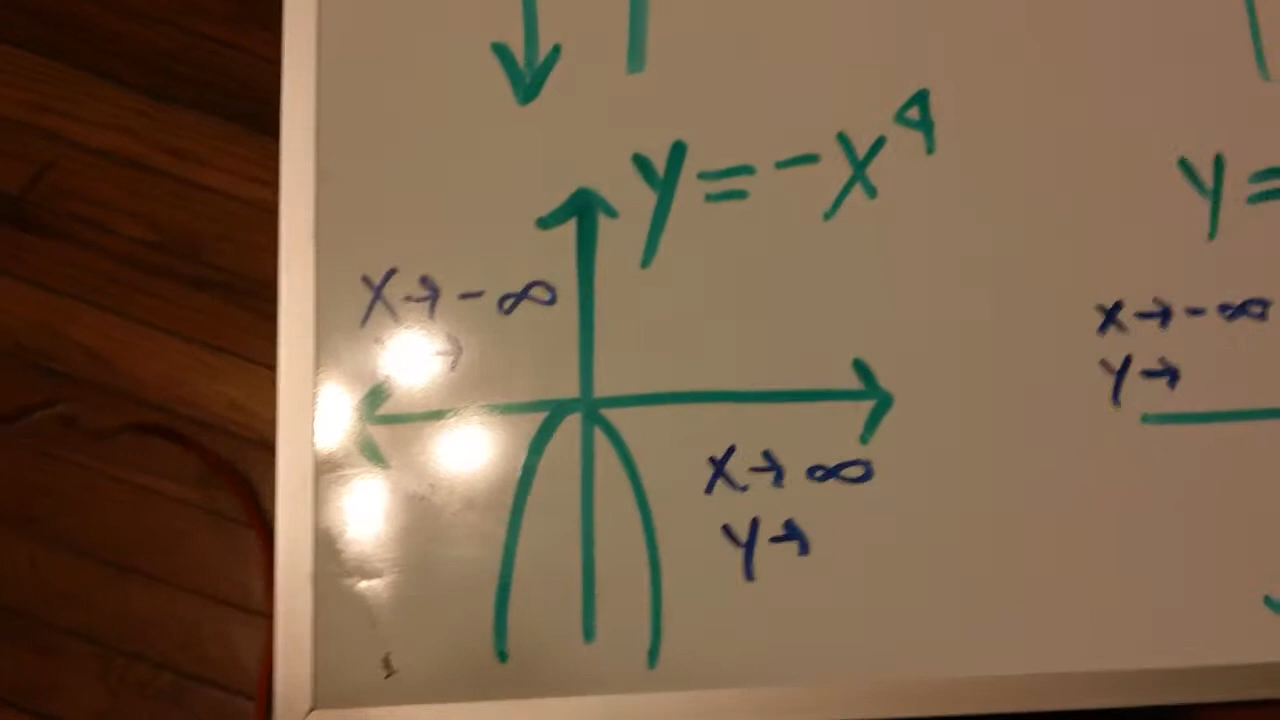 y = -x⁴
x → -∞
→
x → ∞
y →
y =
x → -∞
y →